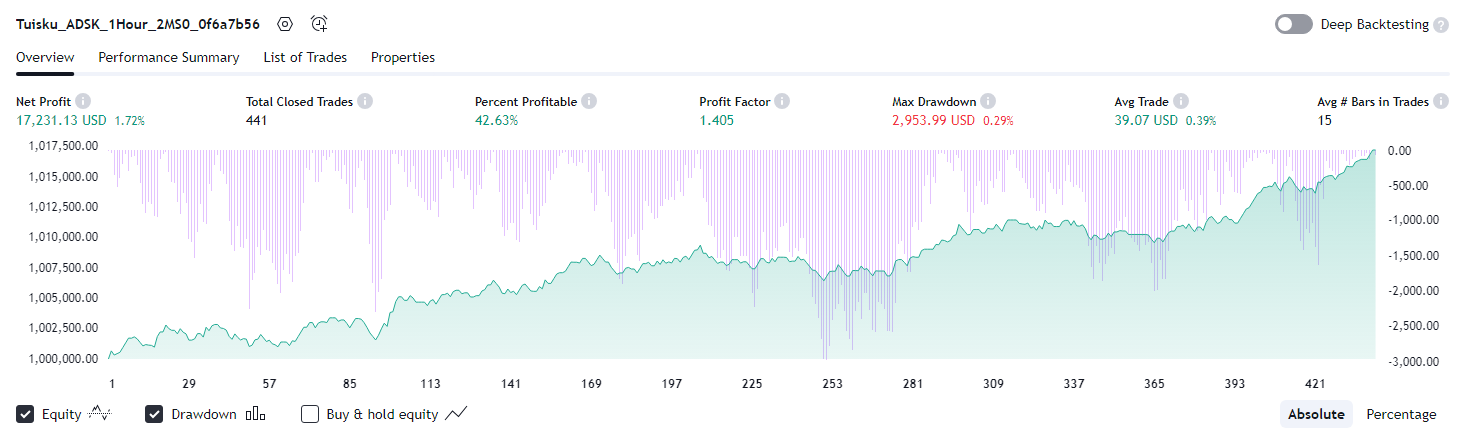 Tuisku_ADSK_1Hour_2MS0_0f6a7b56 Deep Backtesting ?
Overview Performance Summary List of Trades Properties
Net Profit i Total Closed Trades i Percent Profitable i Profit Factor i Max Drawdown i Avg Trade i Avg # Bars in Trades i
17,231.13 USD 1.72% 441 42.63% 1.405 2,953.99 USD 0.29% 39.07 USD 0.39% 15
1,017,500.00 0.00
1,015,000.00 -500.00
1,012,500.00 -1,000.00
1,010,000.00 -1,500.00
1,007,500.00 -2,000.00
1,005,000.00 -2,500.00
1,002,500.00 -3,000.00
1,000,000.00
1 29 57 85 113 141 169 197 225 253 281 309 337 365 393 421
Equity Drawdown Buy & hold equity Absolute Percentage